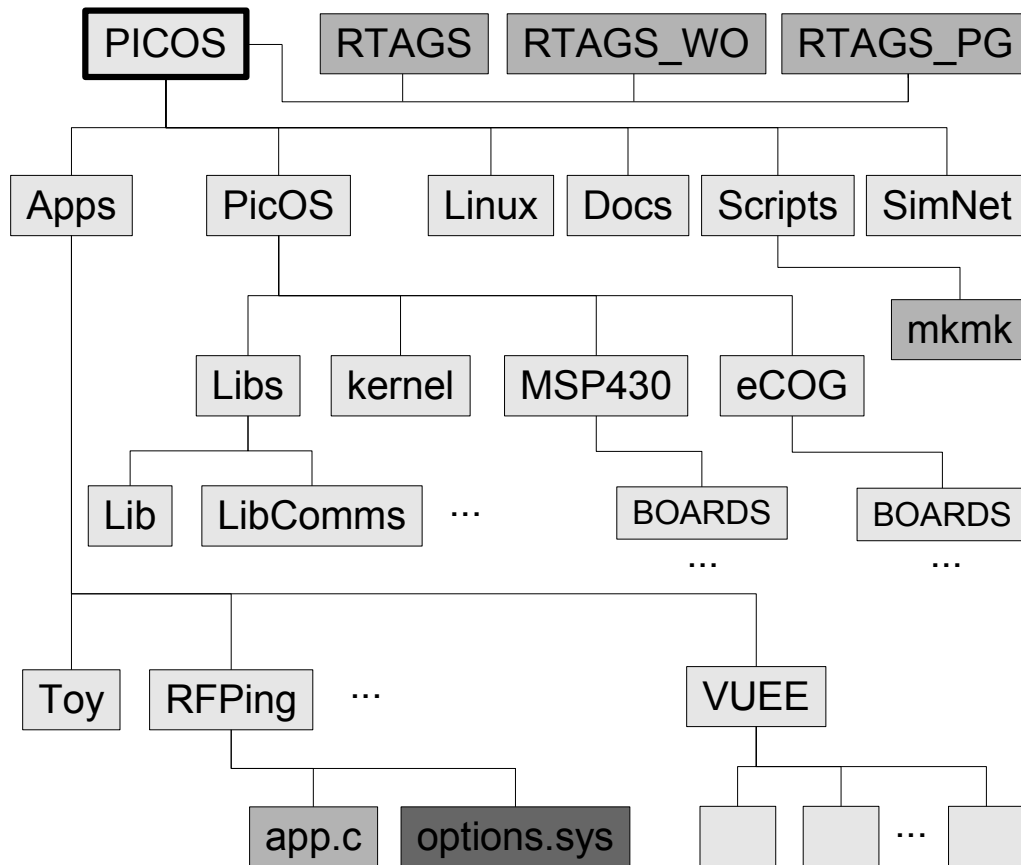 PICOS RTAGS RTAGS_WO RTAGS_PG
Apps PicOS Linux Docs Scripts SimNet
mkmk
Libs kernel MSP430 eCOG
Lib LibComms ... BOARDS BOARDS
... ...
Toy RFPing ... VUEE
app.c options.sys ...